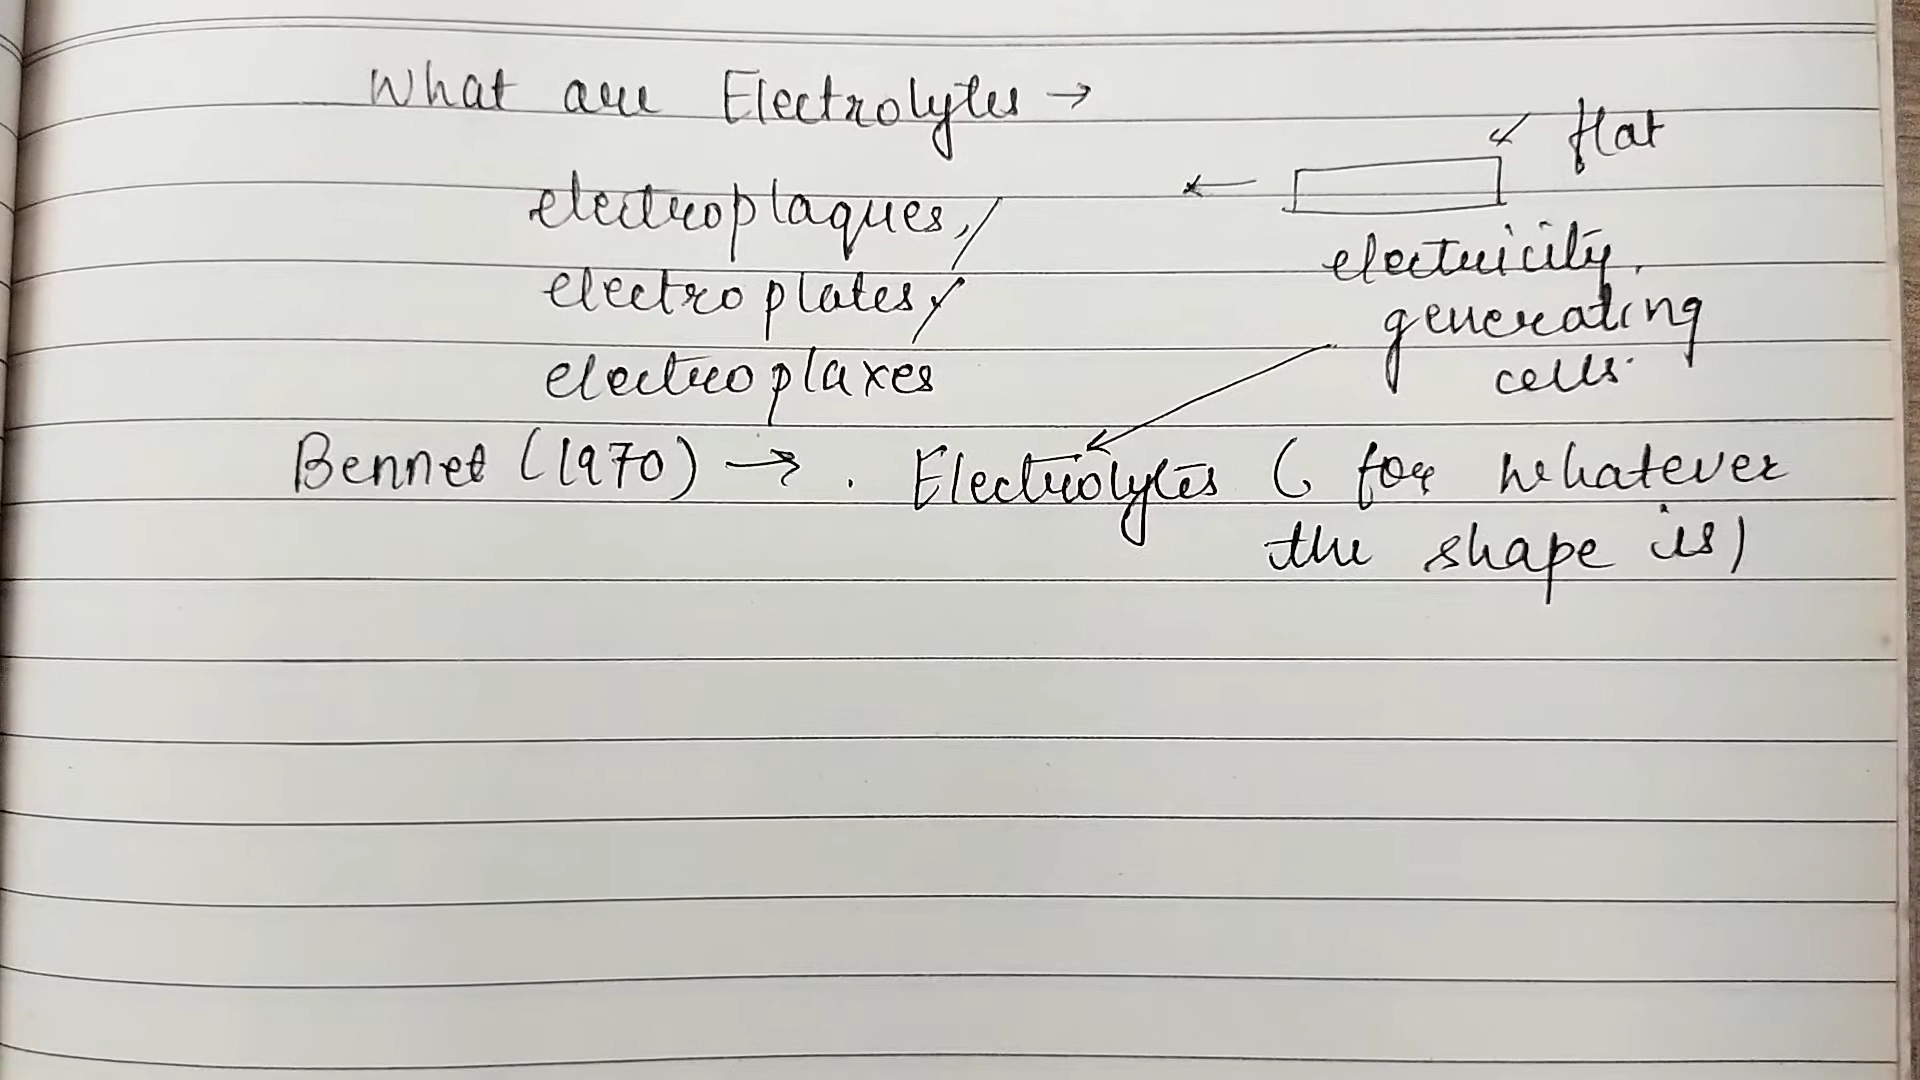 What are Electrolytes →
flat
electroplaques, /
electroplates, /
electroplaxes
electricity.
generating
cells.
Bennet (1970) → . Electrolytes ( for whatever
the shape is)